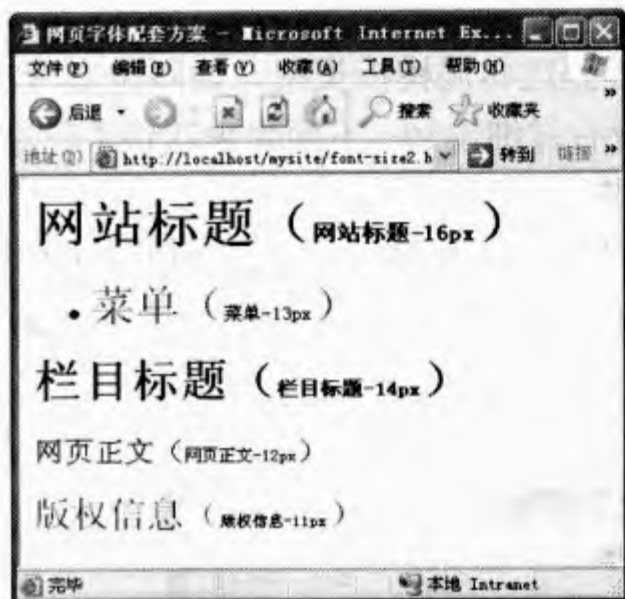 网页字体配套方案 - Microsoft Internet Ex...
文件(F) 编辑(E) 查看(V) 收藏(A) 工具(T) 帮助(H)
后退 搜索 收藏夹 »
地址(D) http://localhost/mysite/font-size2.h 转到 链接 »
网站标题（网站标题-16px）
• 菜单（菜单-13px）
栏目标题（栏目标题-14px）
网页正文（网页正文-12px）
版权信息（版权信息-11px）
完毕 本地 Intranet